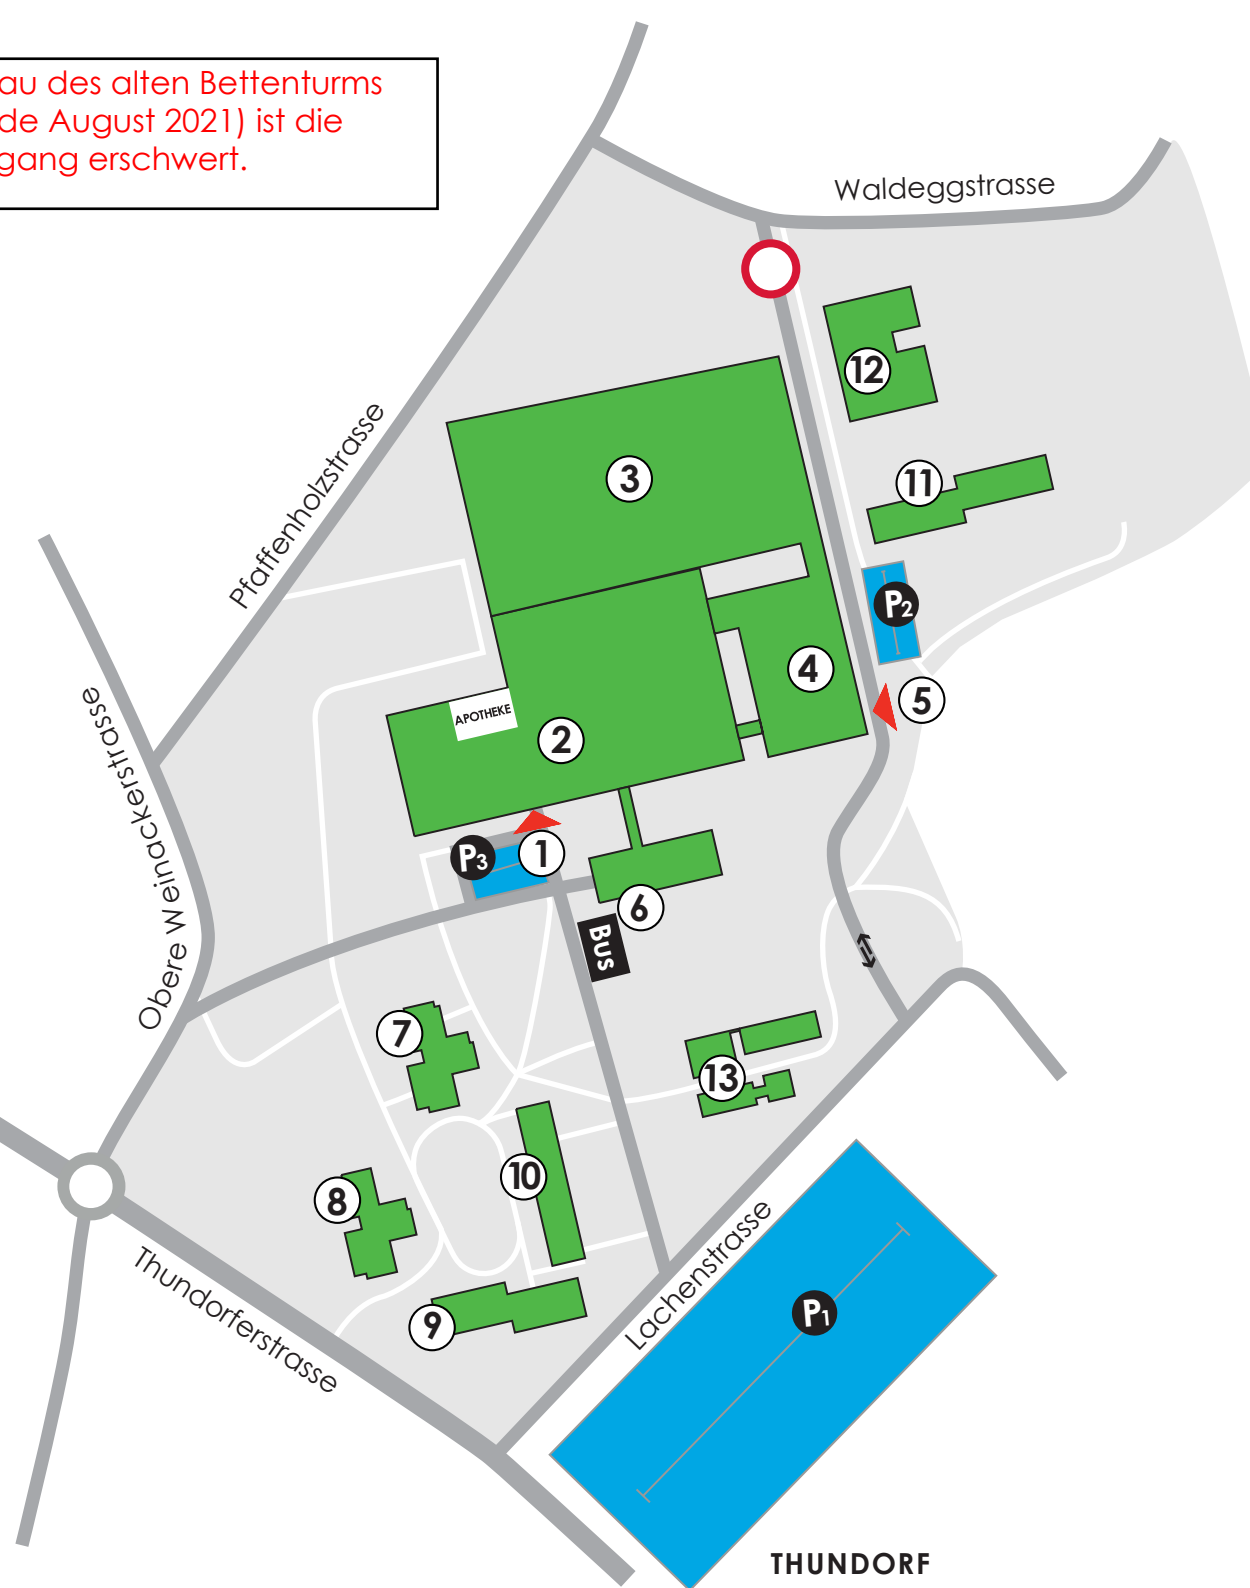 au des alten Bettenturms
de August 2021) ist die
gang erschwert.
Waldeggstrasse
12
3
Pfaffenholzstrasse
11
P2
4
5
APOTHEKE
2
Obere Weinackerstrasse
P3
1
6
Bus
7
13
10
8
Lachenstrasse
Thundorferstrasse
9
P1
THUNDORF